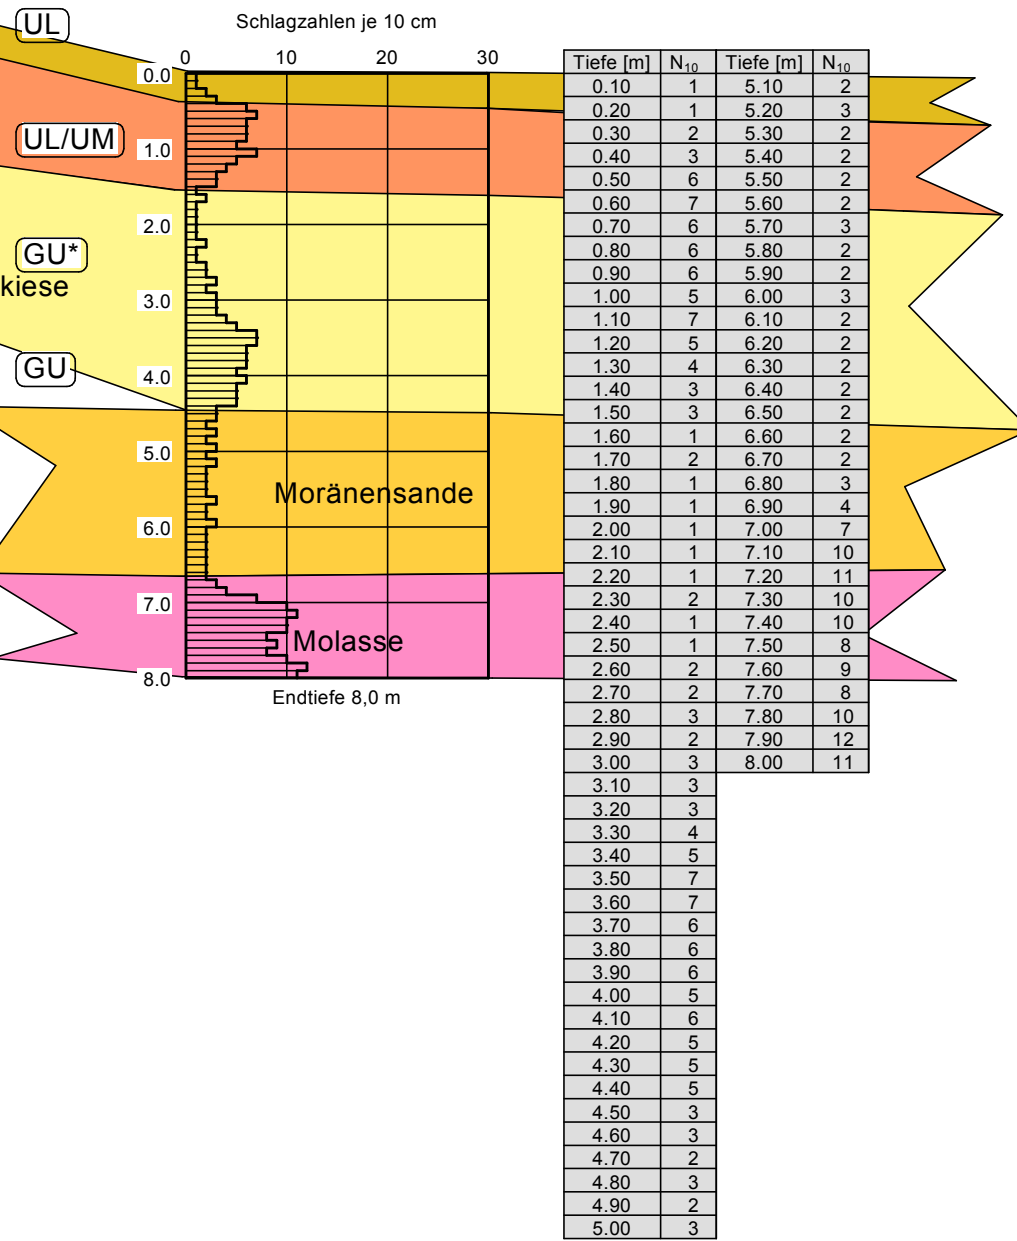 UL
Schlagzahlen je 10 cm
0 10 20 30
0.0
UL/UM
1.0
2.0
GU*
kiese
3.0
GU
4.0
5.0
Moränensande
6.0
7.0
Molasse
8.0
Endtiefe 8,0 m
Tiefe [m] N10 Tiefe [m] N10
0.10 1 5.10 2
0.20 1 5.20 3
0.30 2 5.30 2
0.40 3 5.40 2
0.50 6 5.50 2
0.60 7 5.60 2
0.70 6 5.70 3
0.80 6 5.80 2
0.90 6 5.90 2
1.00 5 6.00 3
1.10 7 6.10 2
1.20 5 6.20 2
1.30 4 6.30 2
1.40 3 6.40 2
1.50 3 6.50 2
1.60 1 6.60 2
1.70 2 6.70 2
1.80 1 6.80 3
1.90 1 6.90 4
2.00 1 7.00 7
2.10 1 7.10 10
2.20 1 7.20 11
2.30 2 7.30 10
2.40 1 7.40 10
2.50 1 7.50 8
2.60 2 7.60 9
2.70 2 7.70 8
2.80 3 7.80 10
2.90 2 7.90 12
3.00 3 8.00 11
3.10 3
3.20 3
3.30 4
3.40 5
3.50 7
3.60 7
3.70 6
3.80 6
3.90 6
4.00 5
4.10 6
4.20 5
4.30 5
4.40 5
4.50 3
4.60 3
4.70 2
4.80 3
4.90 2
5.00 3